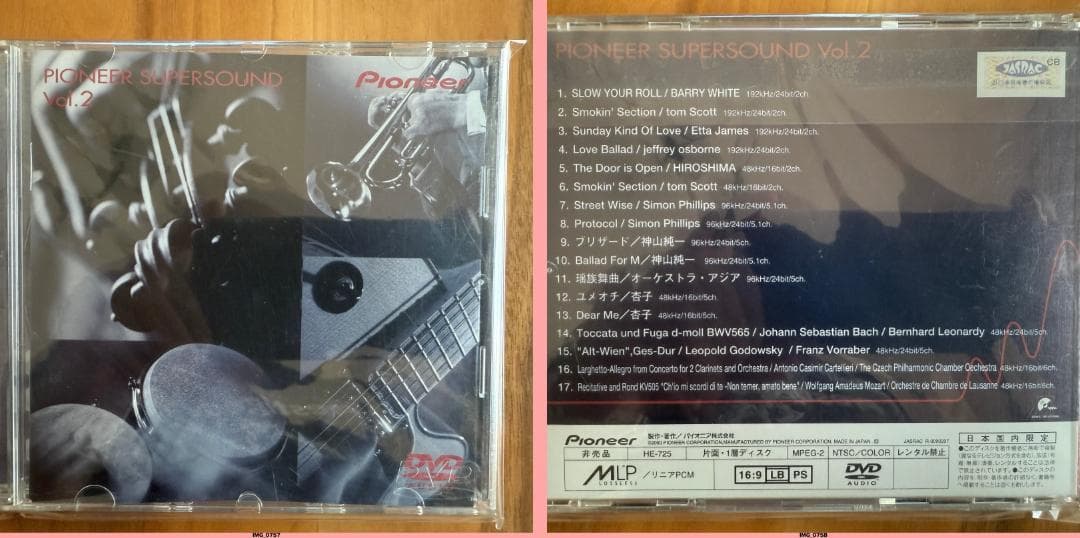 PIONEER SUPERSOUND
Vol.2
Pioneer
DVD
IMG_0757
PIONEER SUPERSOUND Vol.2
JASRAC
CB
1. SLOW YOUR ROLL / BARRY WHITE 192kHz/24bit/2ch.
2. Smokin' Section / tom Scott 192kHz/24bit/2ch.
3. Sunday Kind Of Love / Etta James 192kHz/24bit/2ch.
4. Love Ballad / jeffrey osborne 192kHz/24bit/2ch.
5. The Door is Open / HIROSHIMA 48kHz/16bit/2ch.
6. Smokin' Section / tom Scott 48kHz/16bit/2ch.
7. Street Wise / Simon Phillips 96kHz/24bit/5.1ch.
8. Protocol / Simon Phillips 96kHz/24bit/5.1ch.
9. ブリザード／神山純一 96kHz/24bit/5ch.
10. Ballad For M／神山純一 96kHz/24bit/5.1ch.
11. 瑶族舞曲／オーケストラ・アジア 96kHz/24bit/5ch.
12. ユメオチ／杏子 48kHz/16bit/5ch.
13. Dear Me／杏子 48kHz/16bit/5ch.
14. Toccata und Fuga d-moll BWV565 / Johann Sebastian Bach / Bernhard Leonardy 48kHz/24bit/5ch.
15. "Alt-Wien",Ges-Dur / Leopold Godowsky / Franz Vorraber 48kHz/24bit/5ch.
16. Larghetto-Allegro from Concerto for 2 Clarinets and Orchestra / Antonio Casimir Cartellieri / The Czech Philharmonic Chamber Oechestra 48kHz/16bit/6ch.
17. Recitative and Rond KV505 "Ch'io mi scordi di te -Non temer, amato bene" / Wolfgang Amadeus Mozart / Orchestre de Chambre de Lausanne 48kHz/16bit/6ch.
Pioneer 製作・著作／パイオニア株式会社
©2000 PIONEER CORPORATION,MANUFACTURED BY PIONEER CORPORATION, MADE IN JAPAN
JASRAC R-0090297
非売品 HE-725 片面・1層ディスク MPEG-2 NTSC/COLOR レンタル禁止
MLP LOSSLESS ／リニアPCM 16:9 LB PS DVD AUDIO
日本国内限定
IMG_0758